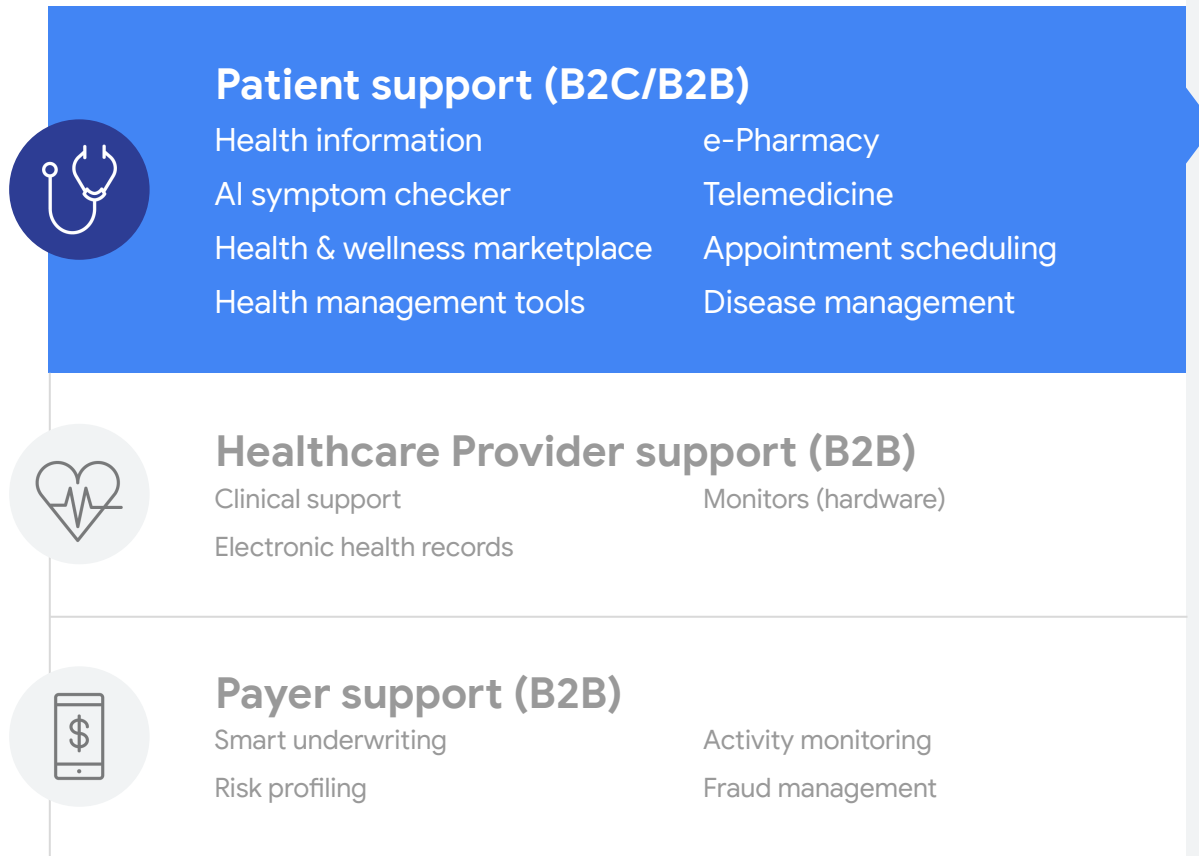 Patient support (B2C/B2B)
Health information
e-Pharmacy
AI symptom checker
Telemedicine
Health & wellness marketplace
Appointment scheduling
Health management tools
Disease management
Healthcare Provider support (B2B)
Clinical support
Monitors (hardware)
Electronic health records
Payer support (B2B)
$
Smart underwriting
Activity monitoring
Risk profiling
Fraud management